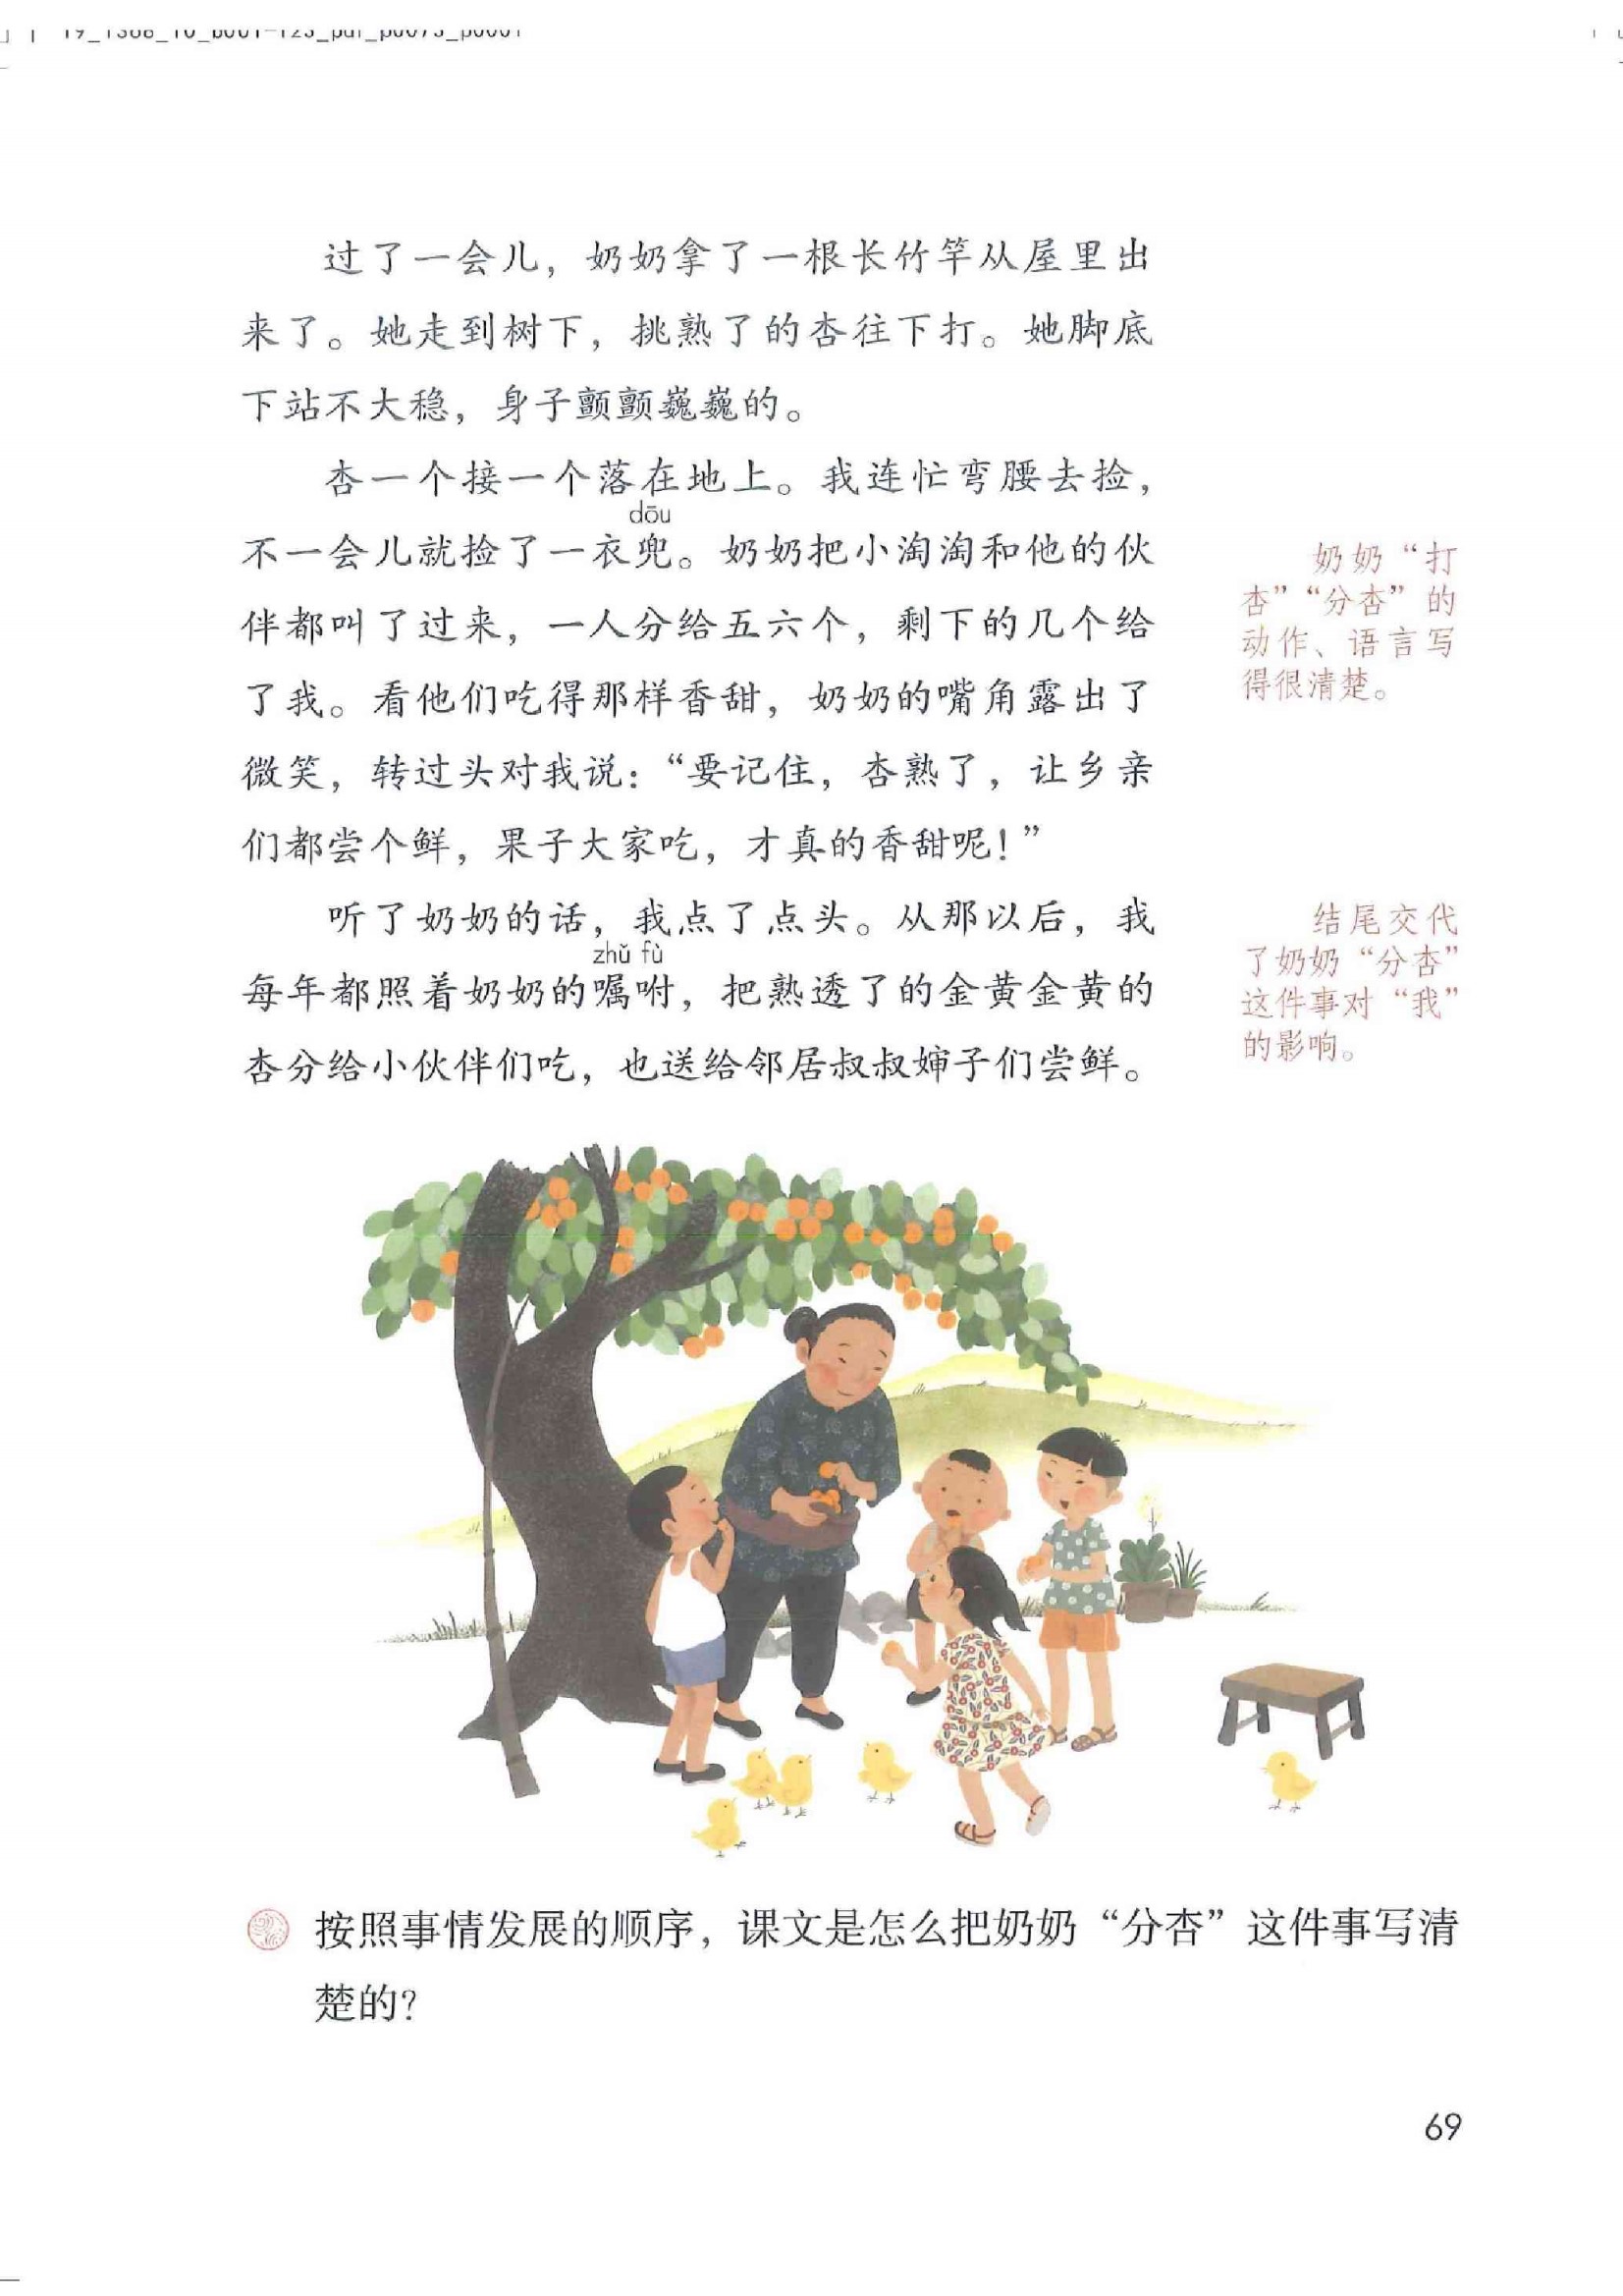 过了一会儿，奶奶拿了一根长竹竿从屋里出
来了。她走到树下，挑熟了的杏往下打。她脚底
下站不大稳，身子颤颤巍巍的。
杏一个接一个落在地上。我连忙弯腰去捡，
dōu
不一会儿就捡了一衣兜。奶奶把小淘淘和他的伙
伴都叫了过来，一人分给五六个，剩下的几个给
了我。看他们吃得那样香甜，奶奶的嘴角露出了
微笑，转过头对我说：“要记住，杏熟了，让乡亲
们都尝个鲜，果子大家吃，才真的香甜呢！”
听了奶奶的话，我点了点头。从那以后，我
zhǔ fù
每年都照着奶奶的嘱咐，把熟透了的金黄金黄的
杏分给小伙伴们吃，也送给邻居叔叔婶子们尝鲜。
奶奶“打
杏”“分杏”的
动作、语言写
得很清楚。
结尾交代
了奶奶“分杏”
这件事对“我”
的影响。
按照事情发展的顺序，课文是怎么把奶奶“分杏”这件事写清
楚的？
69